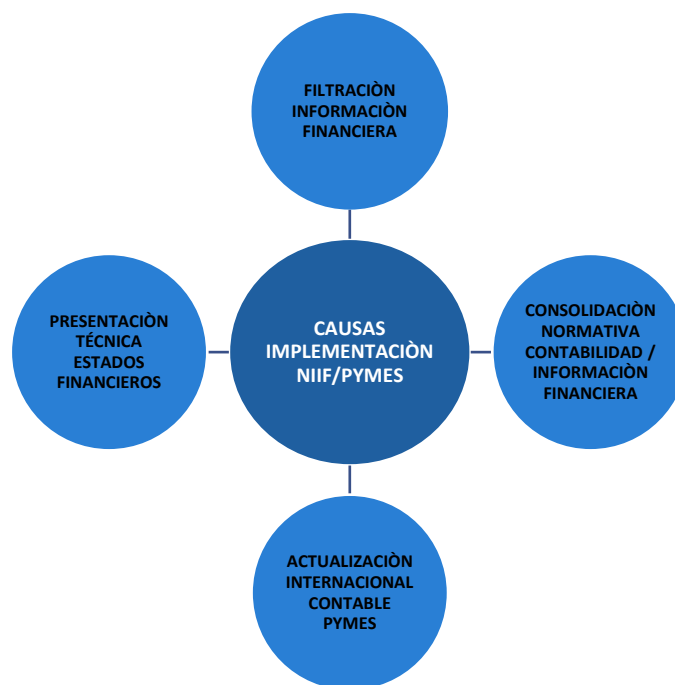 FILTRACIÒN
INFORMACIÒN
FINANCIERA
PRESENTACIÒN
TÉCNICA
ESTADOS
FINANCIEROS
CAUSAS
IMPLEMENTACIÒN
NIIF/PYMES
CONSOLIDACIÒN
NORMATIVA
CONTABILIDAD /
INFORMACIÒN
FINANCIERA
ACTUALIZACIÒN
INTERNACIONAL
CONTABLE
PYMES